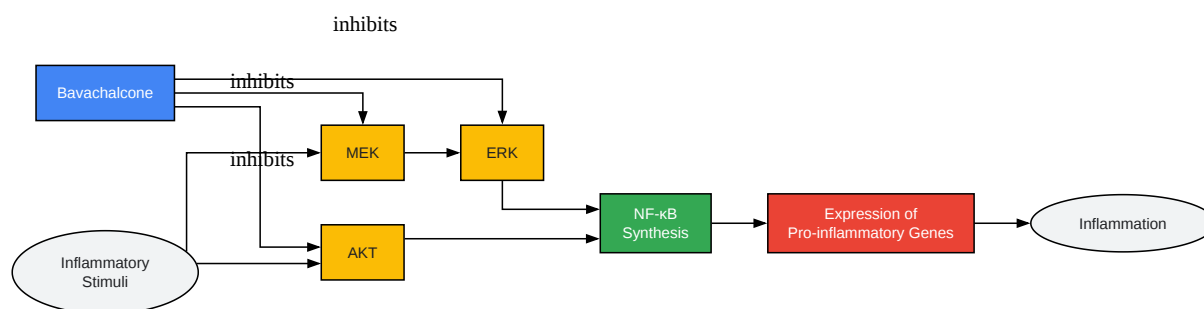 inhibits
inhibits
Bavachalcone
MEK
ERK
inhibits
NF-κB
Synthesis
Expression of
Pro-inflammatory Genes
Inflammation
AKT
Inflammatory
Stimuli